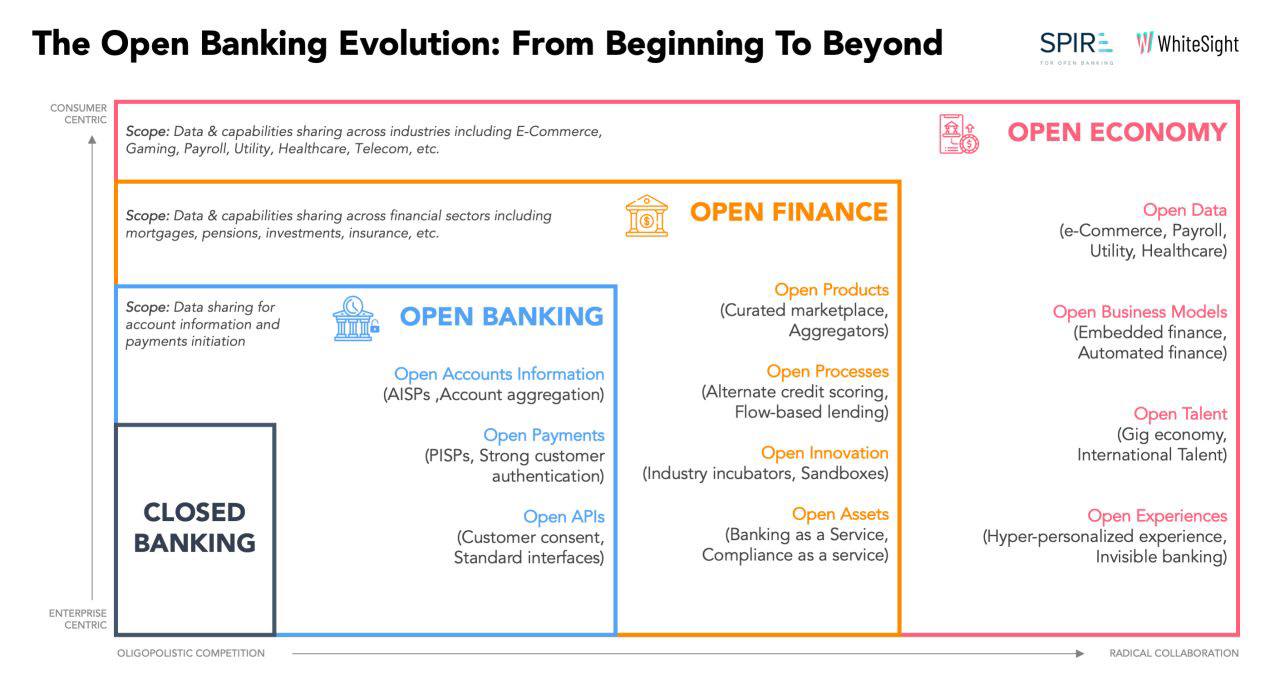 The Open Banking Evolution: From Beginning To Beyond
SPIRE
FOR OPEN BANKING
WhiteSight
CONSUMER
CENTRIC
Scope: Data & capabilities sharing across industries including E-Commerce,
Gaming, Payroll, Utility, Healthcare, Telecom, etc.
OPEN ECONOMY
Scope: Data & capabilities sharing across financial sectors including
mortgages, pensions, investments, insurance, etc.
OPEN FINANCE
Scope: Data sharing for
account information and
payments initiation
OPEN BANKING
Open Accounts Information
(AISPs ,Account aggregation)
Open Payments
(PISPs, Strong customer
authentication)
Open APIs
(Customer consent,
Standard interfaces)
CLOSED
BANKING
Open Products
(Curated marketplace,
Aggregators)
Open Processes
(Alternate credit scoring,
Flow-based lending)
Open Innovation
(Industry incubators, Sandboxes)
Open Assets
(Banking as a Service,
Compliance as a service)
Open Data
(e-Commerce, Payroll,
Utility, Healthcare)
Open Business Models
(Embedded finance,
Automated finance)
Open Talent
(Gig economy,
International Talent)
Open Experiences
(Hyper-personalized experience,
Invisible banking)
ENTERPRISE
CENTRIC
OLIGOPOLISTIC COMPETITION
RADICAL COLLABORATION